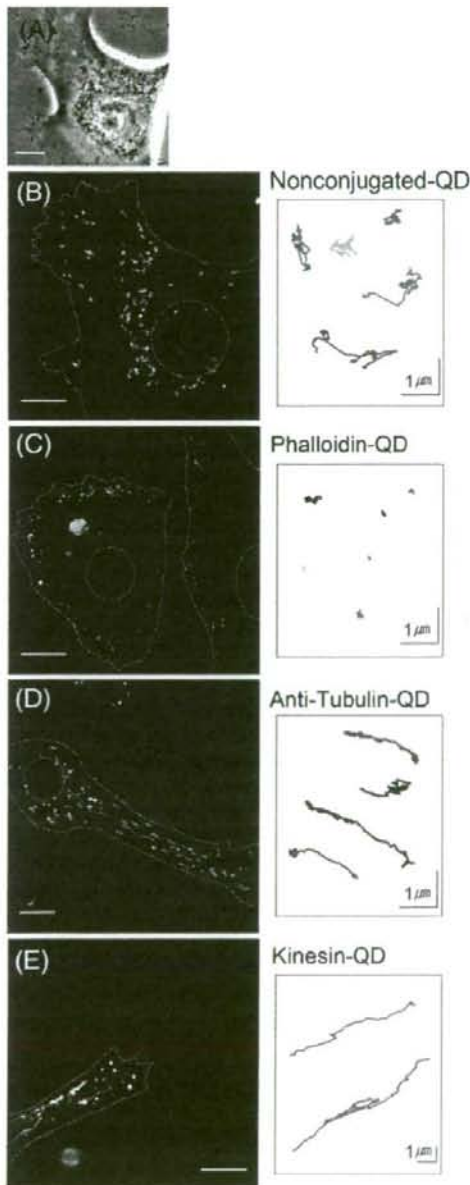 (A)
(B)
Nonconjugated-QD
1 μm
(C)
Phalloidin-QD
1 μm
(D)
Anti-Tubulin-QD
1 μm
(E)
Kinesin-QD
1 μm